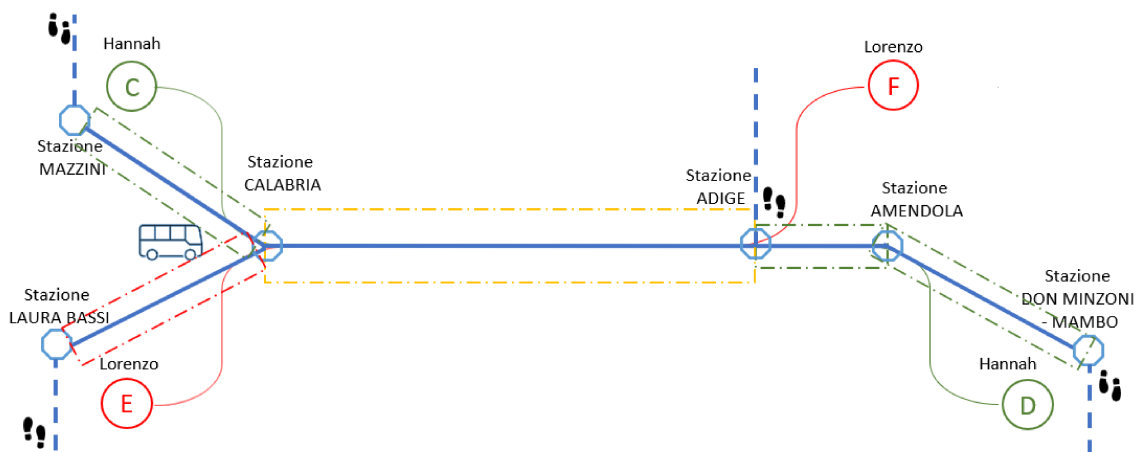 Hannah
C
Lorenzo
F
Stazione
MAZZINI
Stazione
CALABRIA
Stazione
ADIGE
Stazione
AMENDOLA
Stazione
LAURA BASSI
Stazione
DON MINZONI
- MAMBO
Lorenzo
E
Hannah
D